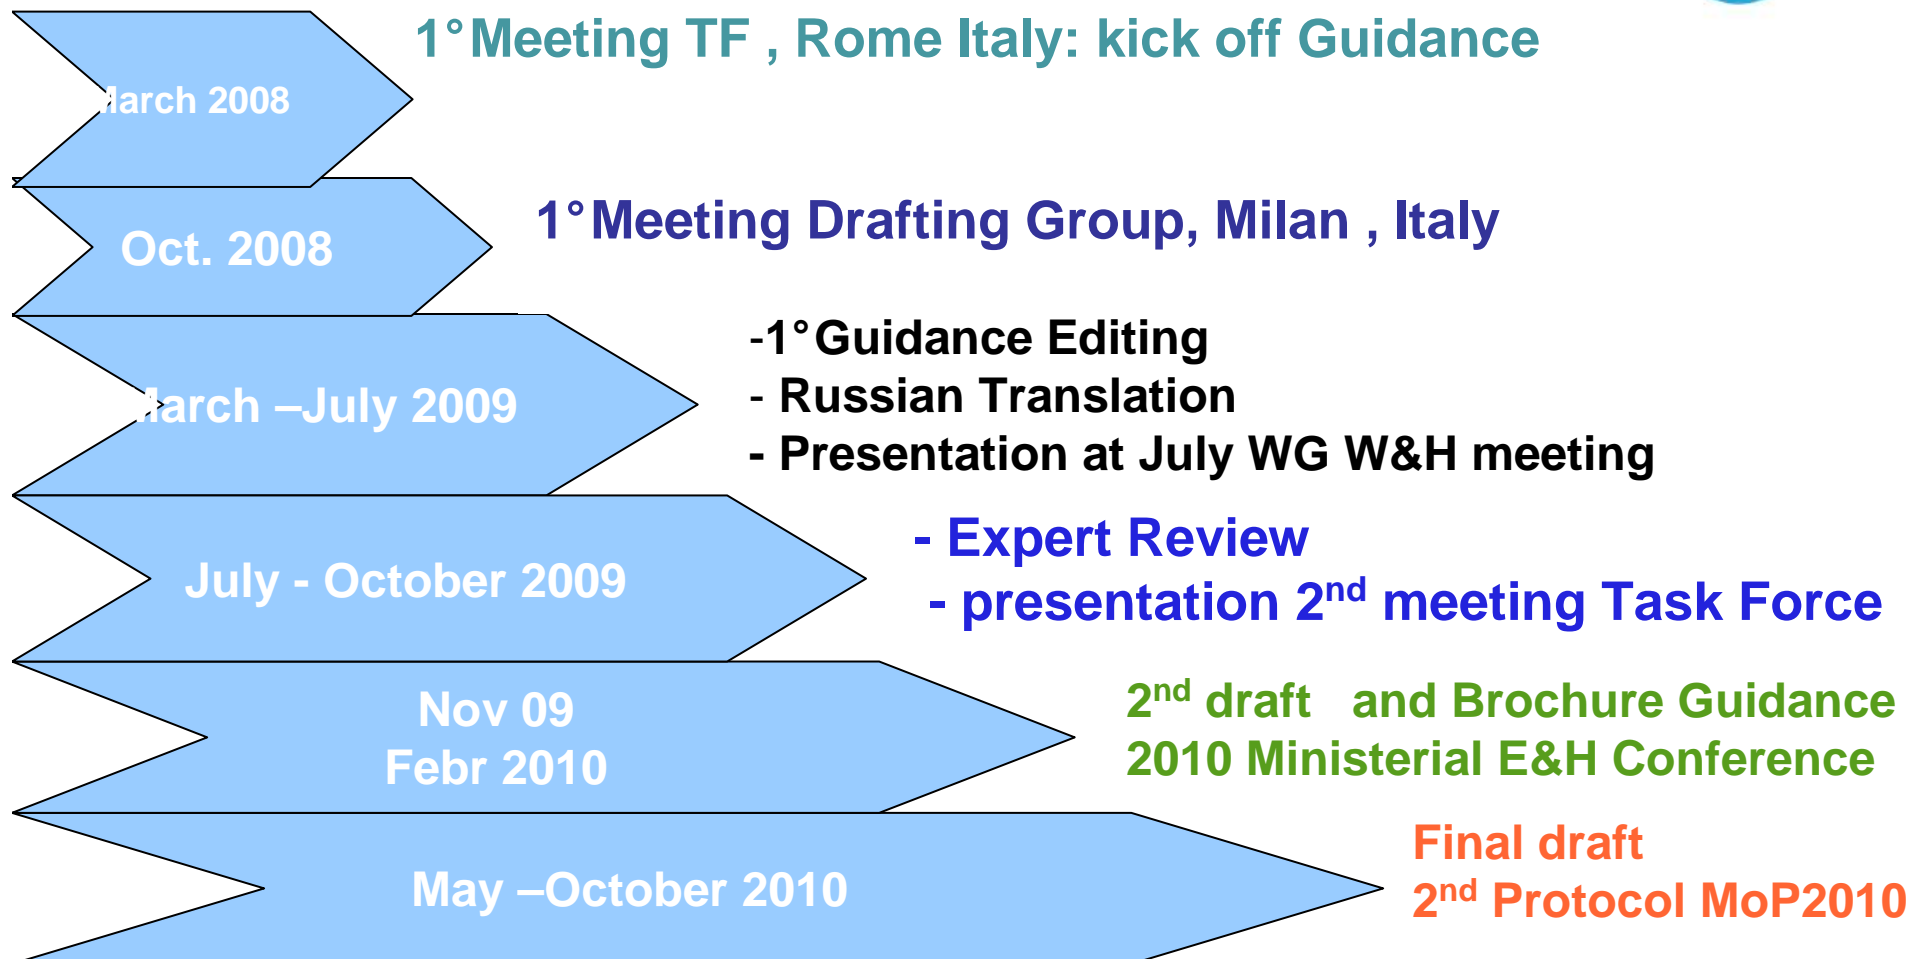 1°Meeting TF , Rome Italy: kick off Guidance
March 2008
1°Meeting Drafting Group, Milan , Italy
Oct. 2008
-1°Guidance Editing
- Russian Translation
- Presentation at July WG W&H meeting
March –July 2009
- Expert Review
- presentation 2nd meeting Task Force
July - October 2009
2nd draft and Brochure Guidance
2010 Ministerial E&H Conference
Nov 09
Febr 2010
Final draft
2nd Protocol MoP2010
May –October 2010